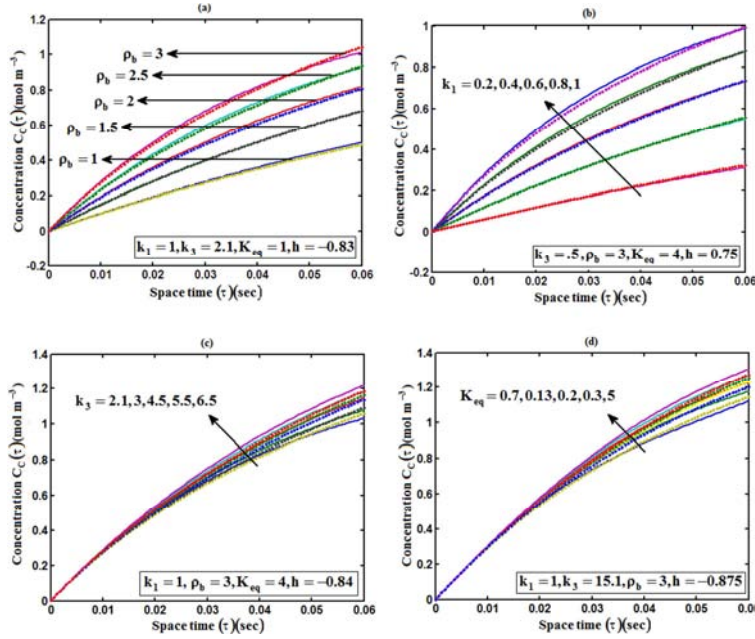 (a)
Concentration C_C(τ)(mol m⁻³)
1.2
1
0.8
0.6
0.4
0.2
0
-0.2
ρ_b = 3
ρ_b = 2.5
ρ_b = 2
ρ_b = 1.5
ρ_b = 1
k₁ = 1, k₃ = 2.1, K_eq = 1, h = −0.83
0 0.01 0.02 0.03 0.04 0.05 0.06
Space time (τ)(sec)
(b)
Concentration C_C(τ)(mol m⁻³)
1
0.8
0.6
0.4
0.2
0
-0.2
k₁ = 0.2, 0.4, 0.6, 0.8, 1
k₃ = .5, ρ_b = 3, K_eq = 4, h = 0.75
0 0.01 0.02 0.03 0.04 0.05 0.06
Space time (τ)(sec)
(c)
Concentration C_C(τ)(mol m⁻³)
1.4
1.2
1
0.8
0.6
0.4
0.2
0
k₃ = 2.1, 3, 4.5, 5.5, 6.5
k₁ = 1, ρ_b = 3, K_eq = 4, h = −0.84
0 0.01 0.02 0.03 0.04 0.05 0.06
Space time (τ)(sec)
(d)
Concentration C_C(τ)(mol m⁻³)
1.4
1.2
1
0.8
0.6
0.4
0.2
0
K_eq = 0.7, 0.13, 0.2, 0.3, 5
k₁ = 1, k₃ = 15.1, ρ_b = 3, h = −0.875
0 0.01 0.02 0.03 0.04 0.05 0.06
Space time (τ)(sec)